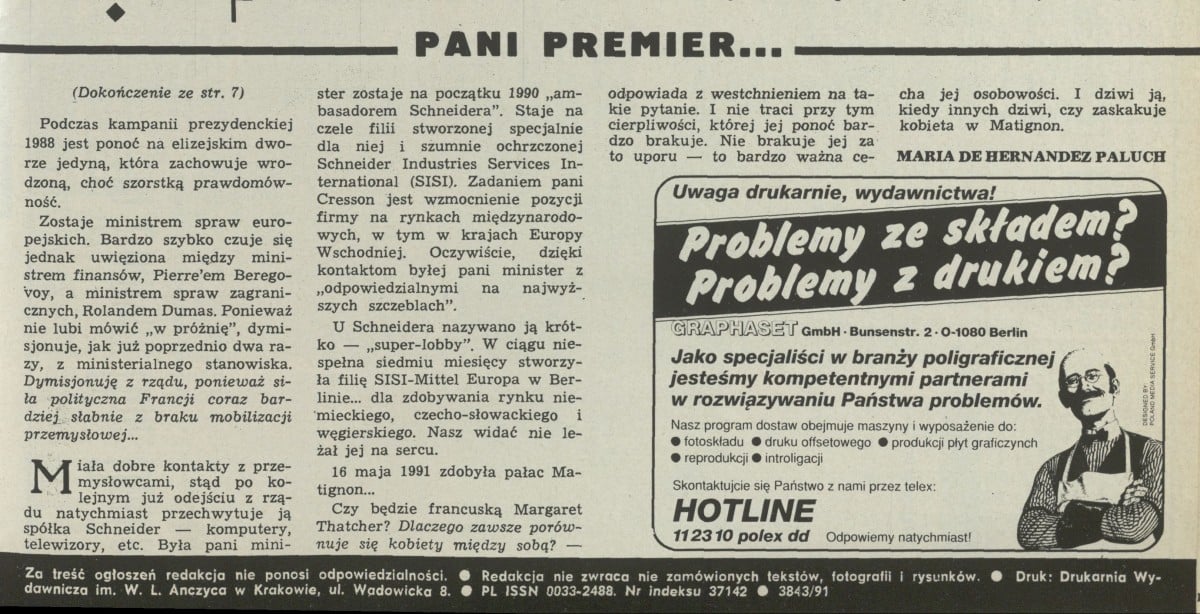 PANI PREMIER...
(Dokończenie ze str. 7)
Podczas kampanii prezydenckiej
1988 jest ponoć na elizejskim dwo-
rze jedyną, która zachowuje wro-
dzoną, choć szorstką prawdomów-
ność.
Zostaje ministrem spraw euro-
pejskich. Bardzo szybko czuje się
jednak uwięziona między mini-
strem finansów, Pierre'em Berego-
voy, a ministrem spraw zagrani-
cznych, Rolandem Dumas. Ponieważ
nie lubi mówić „w próżnię", dymi-
sjonuje, jak już poprzednio dwa ra-
zy, z ministerialnego stanowiska.
Dymisjonuję z rządu, ponieważ si-
ła polityczna Francji coraz bar-
dziej słabnie z braku mobilizacji
przemysłowej...
Miała dobre kontakty z prze-
mysłowcami, stąd po ko-
lejnym już odejściu z rzą-
du natychmiast przechwytuje ją
spółka Schneider — komputery,
telewizory, etc. Była pani mini-
ster zostaje na początku 1990 „am-
basadorem Schneidera". Staje na
czele filii stworzonej specjalnie
dla niej i szumnie ochrzczonej
Schneider Industries Services In-
ternational (SISI). Zadaniem pani
Cresson jest wzmocnienie pozycji
firmy na rynkach międzynarodo-
wych, w tym w krajach Europy
Wschodniej. Oczywiście, dzięki
kontaktom byłej pani minister z
„odpowiedzialnymi na najwyż-
szych szczeblach".
U Schneidera nazywano ją krót-
ko — „super-lobby". W ciągu nie-
spełna siedmiu miesięcy stworzy-
ła filię SISI-Mittel Europa w Ber-
linie... dla zdobywania rynku nie-
mieckiego, czecho-słowackiego i
węgierskiego. Nasz widać nie le-
żał jej na sercu.
16 maja 1991 zdobyła pałac Ma-
tignon...
Czy będzie francuską Margaret
Thatcher? Dlaczego zawsze porów-
nuje się kobiety między sobą? —
odpowiada z westchnieniem na ta-
kie pytanie. I nie traci przy tym
cierpliwości, której jej ponoć bar-
dzo brakuje. Nie brakuje jej za
to uporu — to bardzo ważna ce-
cha jej osobowości. I dziwi ją,
kiedy innych dziwi, czy zaskakuje
kobieta w Matignon.
MARIA DE HERNANDEZ PALUCH
Uwaga drukarnie, wydawnictwa!
Problemy ze składem?
Problemy z drukiem?
GRAPHASET GmbH · Bunsenstr. 2 · O-1080 Berlin
Jako specjaliści w branży poligraficznej
jesteśmy kompetentnymi partnerami
w rozwiązywaniu Państwa problemów.
Nasz program dostaw obejmuje maszyny i wyposażenie do:
● fotoskładu ● druku offsetowego ● produkcji płyt graficznych
● reprodukcji ● introligacji
Skontaktujcie się Państwo z nami przez telex:
HOTLINE
11 23 10 polex dd Odpowiemy natychmiast!
DESIGNED BY:
POLAND MEDIA SERVICE GmbH
Za treść ogłoszeń redakcja nie ponosi odpowiedzialności. ● Redakcja nie zwraca nie zamówionych tekstów, fotografii i rysunków. ● Druk: Drukarnia Wy-
dawnicza im. W. L. Anczyca w Krakowie, ul. Wadowicka 8. ● PL ISSN 0033-2488. Nr indeksu 37142 ● 3843/91